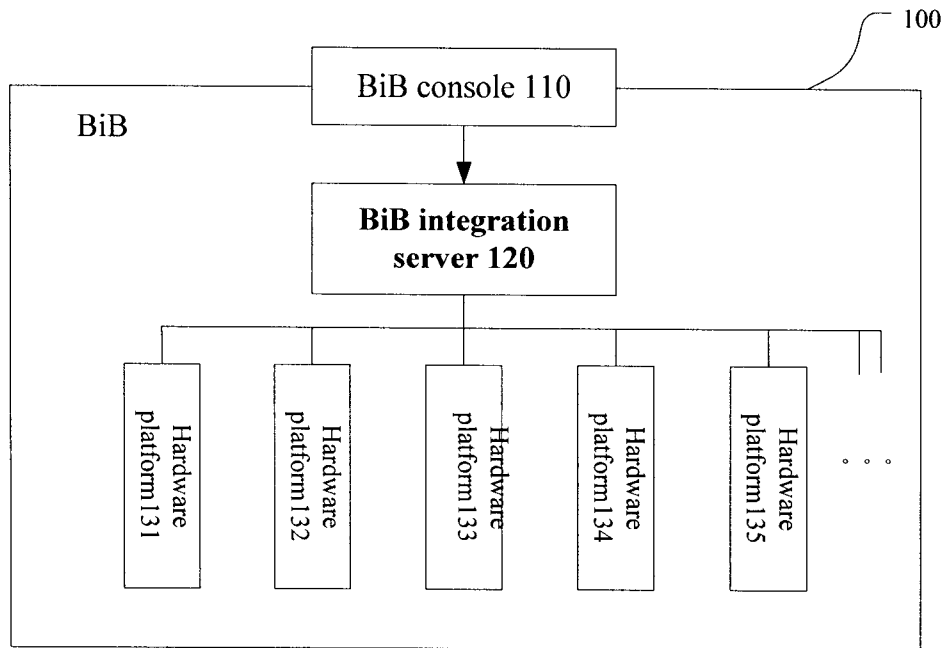 100
BiB console 110
BiB
BiB integration
server 120
Hardware
platform131
Hardware
platform132
Hardware
platform133
Hardware
platform134
Hardware
platform135